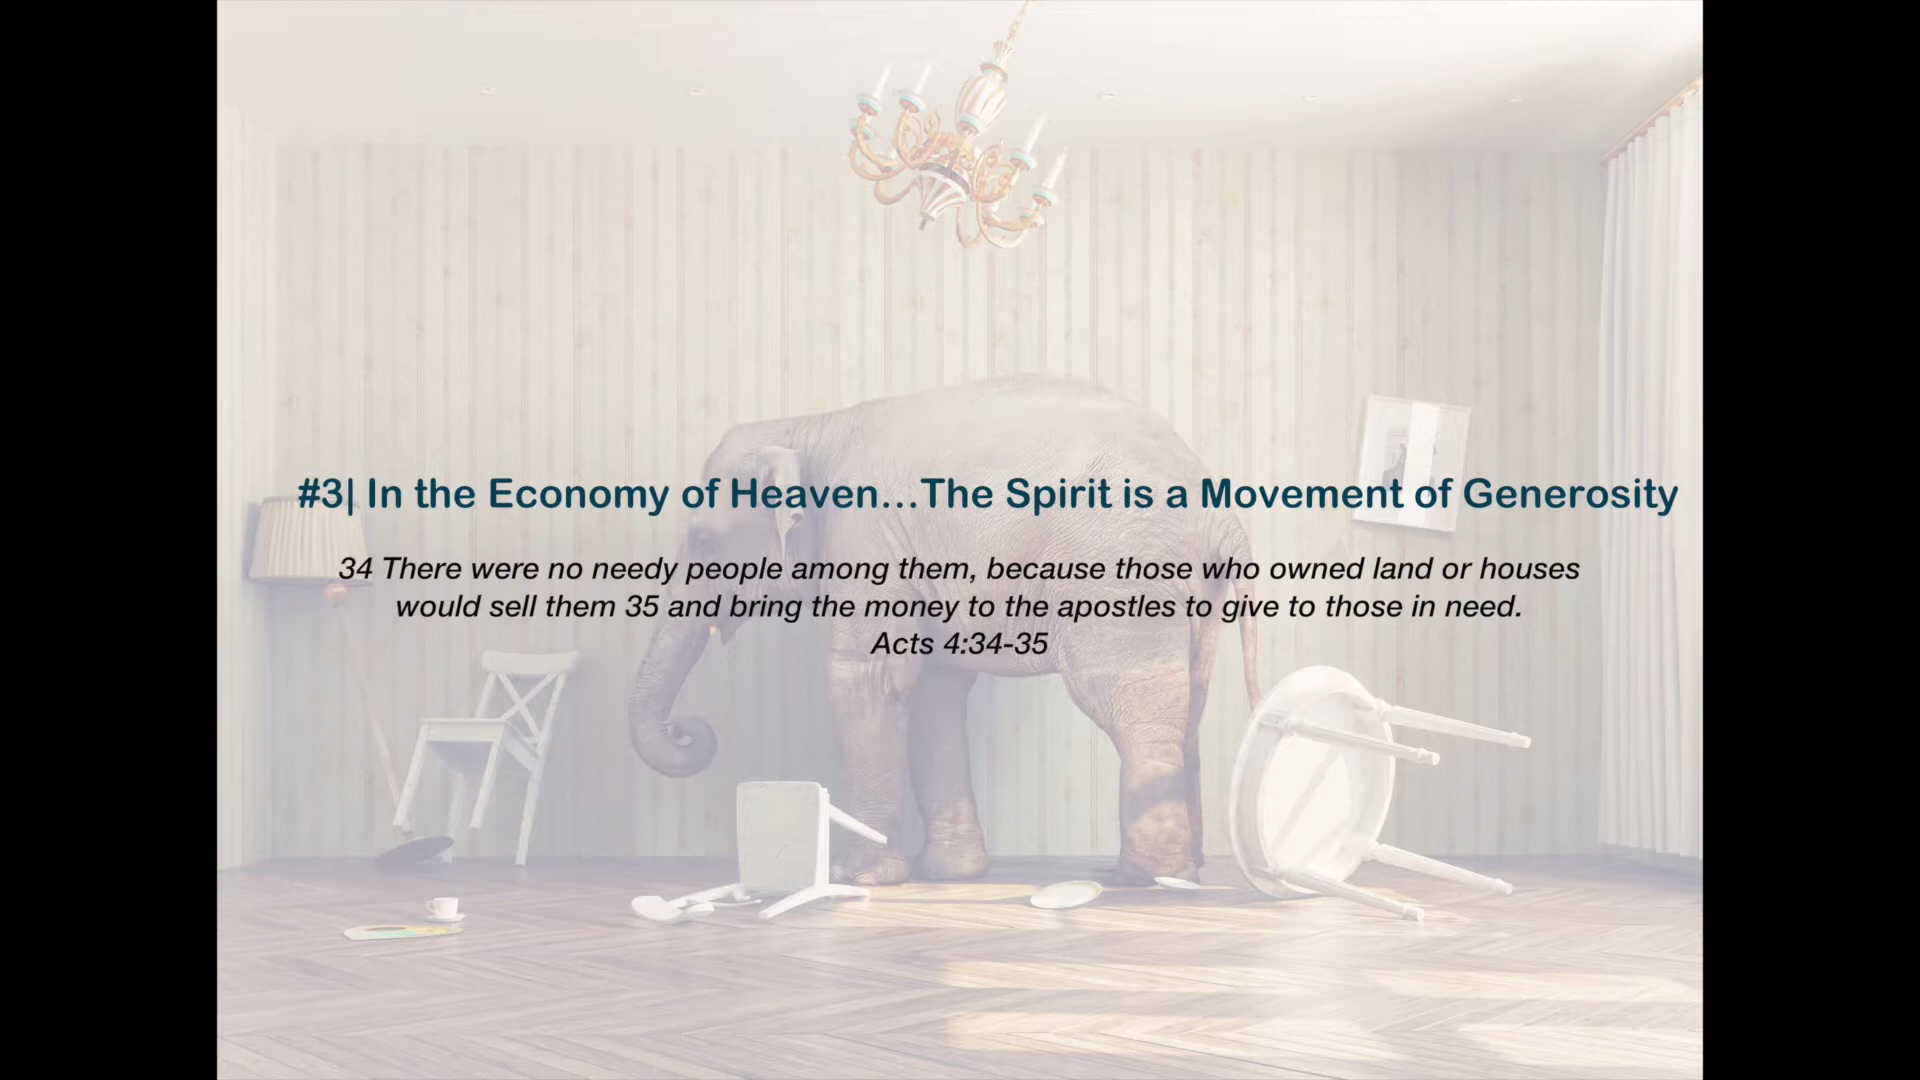 #3| In the Economy of Heaven...The Spirit is a Movement of Generosity
34 There were no needy people among them, because those who owned land or houses
would sell them 35 and bring the money to the apostles to give to those in need.
Acts 4:34-35